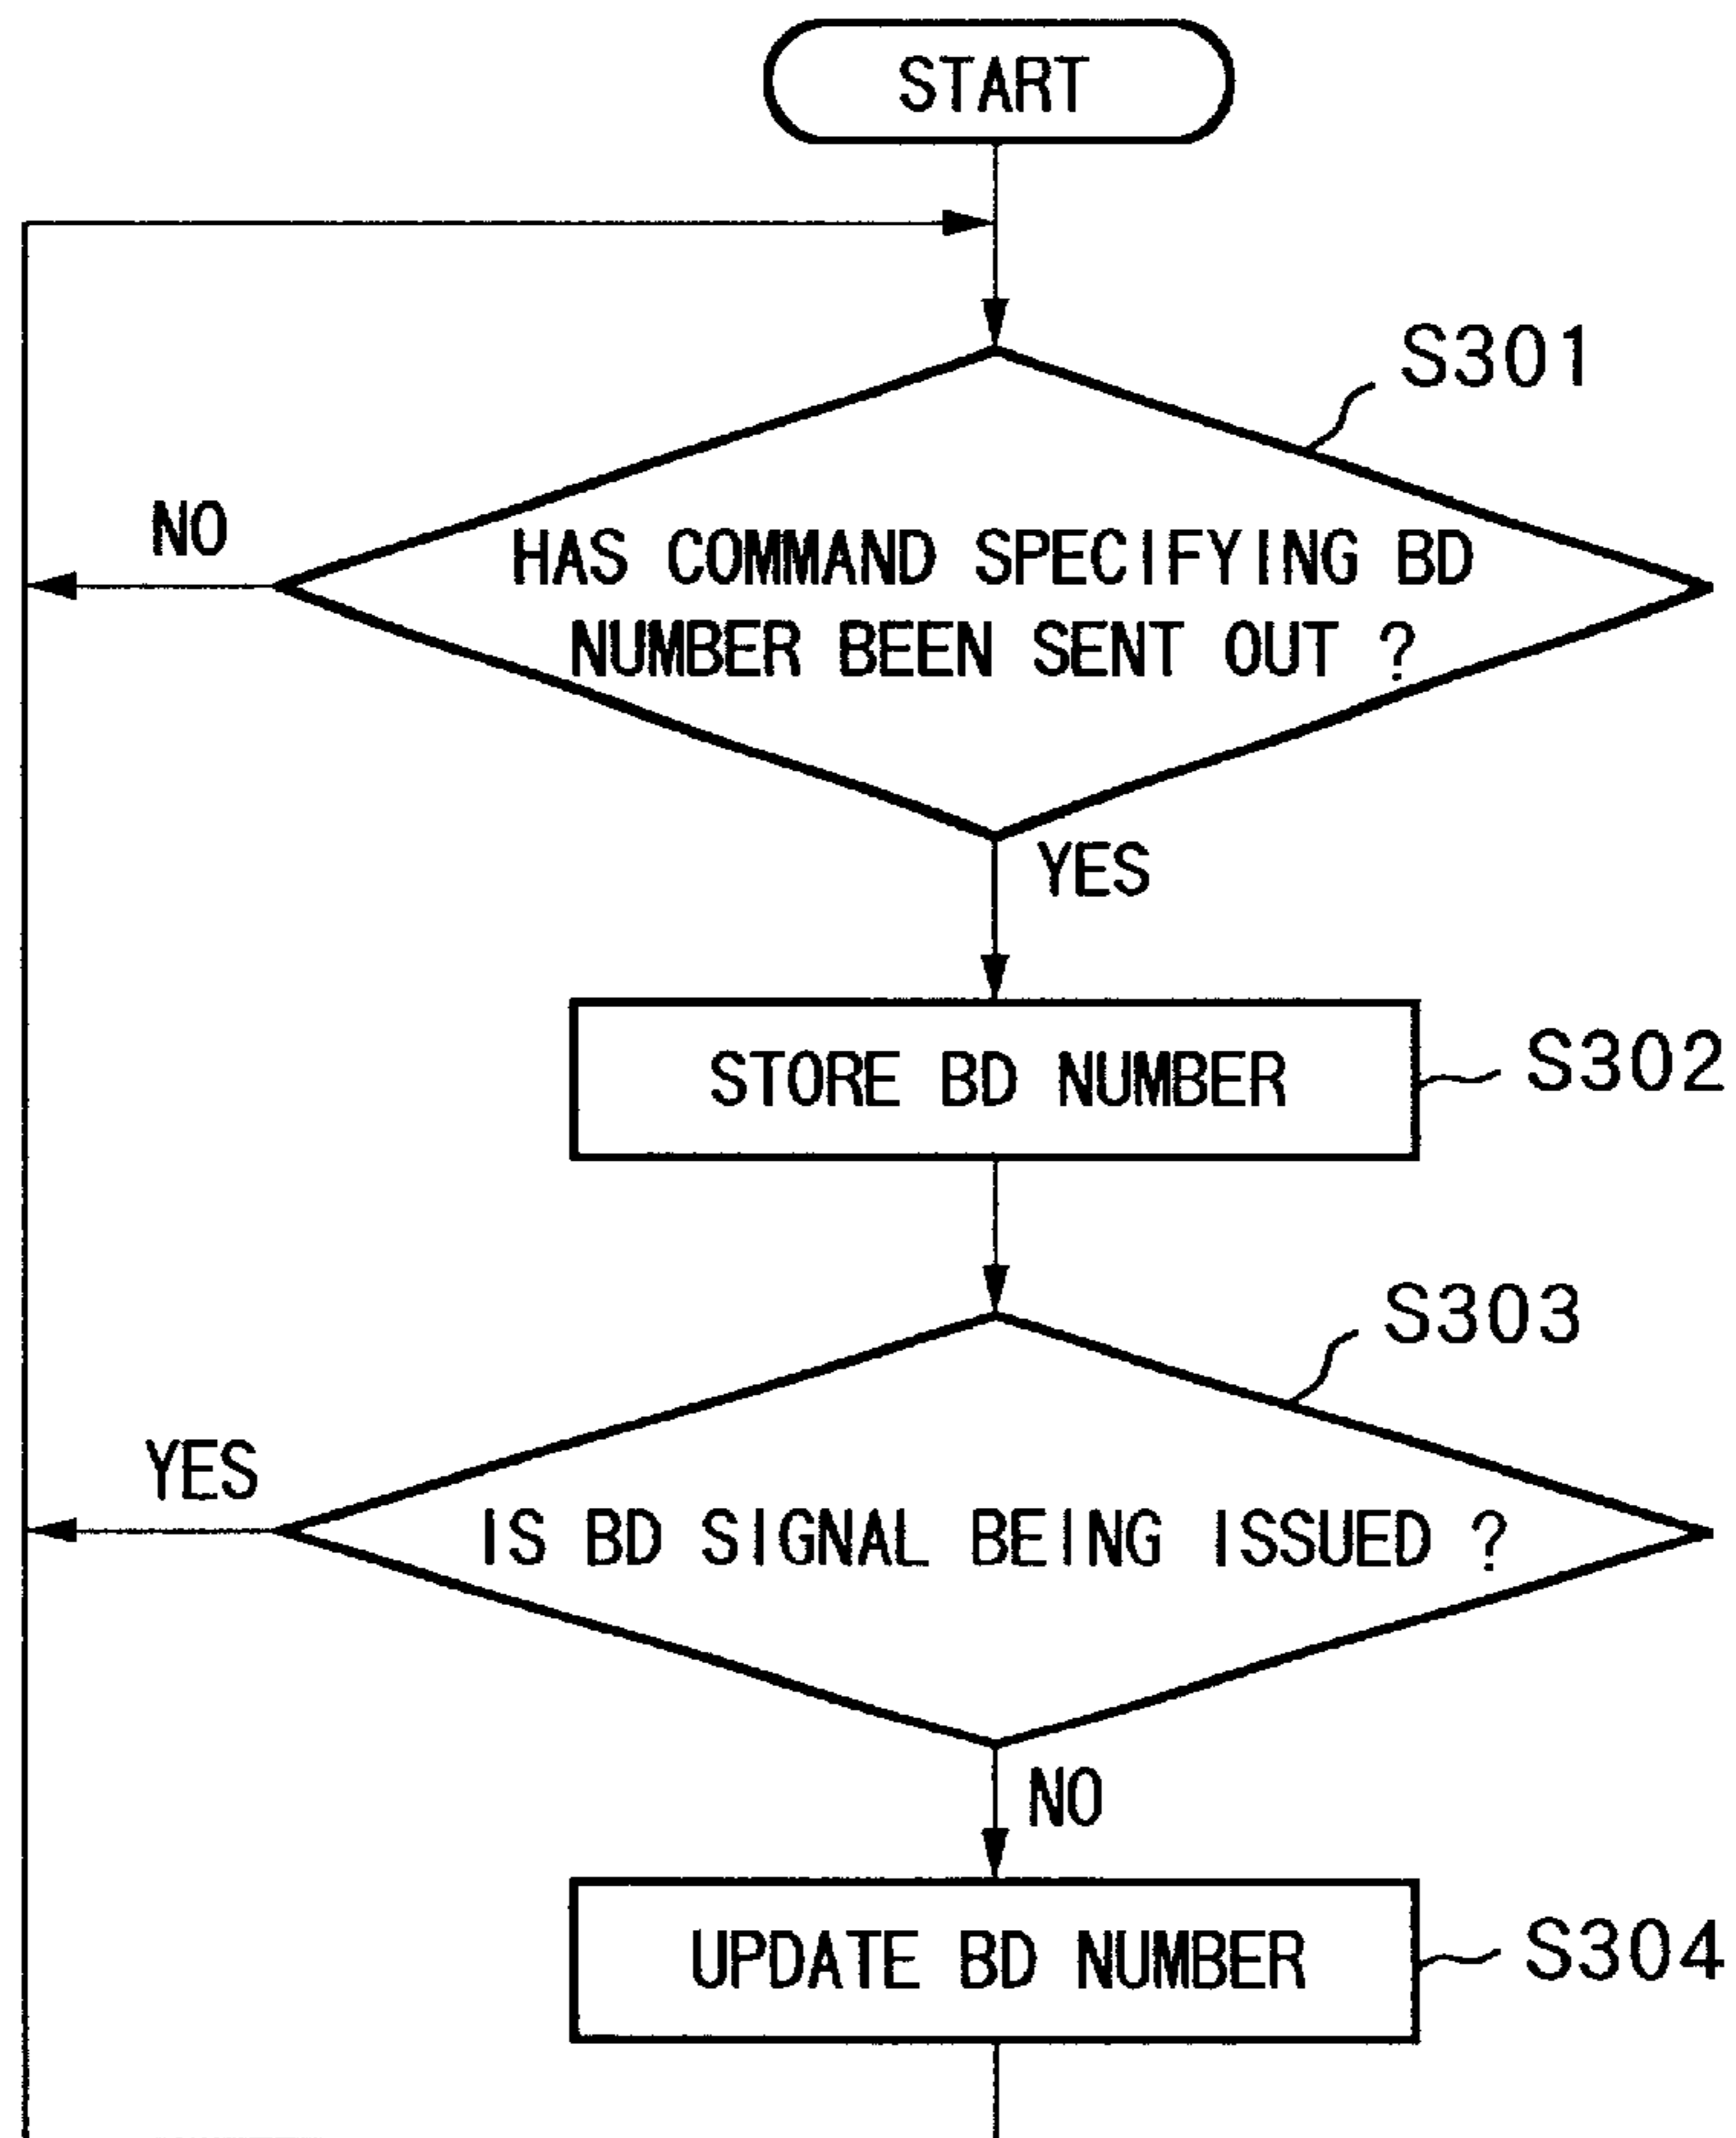 START
S301
NO
HAS COMMAND SPECIFYING BD
NUMBER BEEN SENT OUT ?
YES
STORE BD NUMBER
S302
S303
YES
IS BD SIGNAL BEING ISSUED ?
NO
UPDATE BD NUMBER
S304